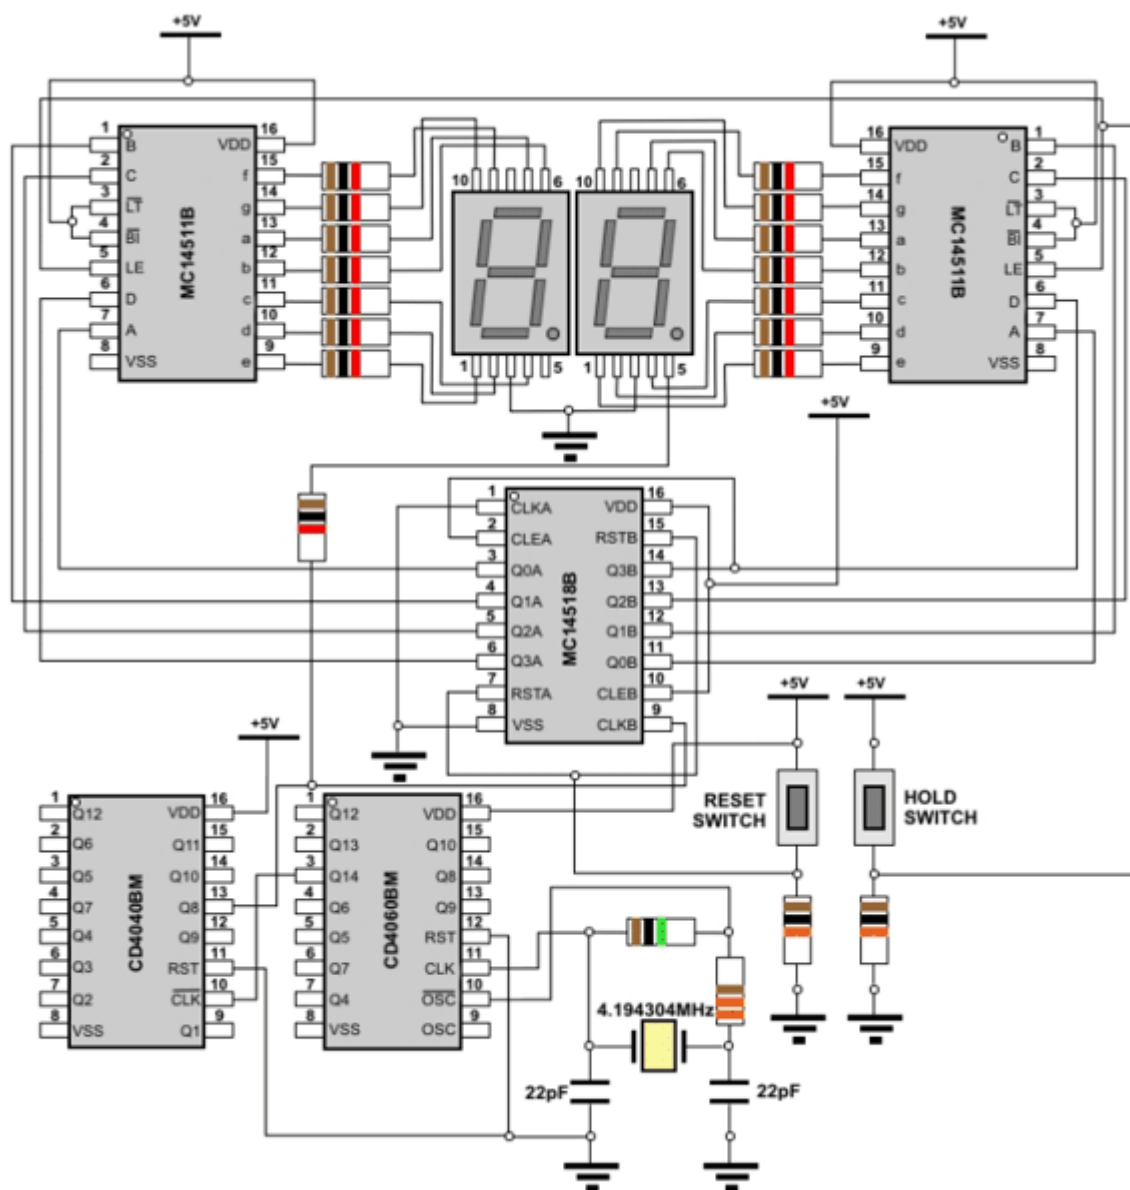 +5V
+5V
1 B VDD 16
2 C f 15
3 LT g 14
4 BI a 13
5 LE b 12
6 D c 11
7 A d 10
8 VSS e 9
MC14511B
10 6
1 5
10 6
1 5
16 VDD B 1
15 f C 2
14 g LT 3
13 a BI 4
12 b LE 5
11 c D 6
10 d A 7
9 e VSS 8
MC14511B
+5V
1 CLKA VDD 16
2 CLEA RSTB 15
3 Q0A Q3B 14
4 Q1A Q2B 13
5 Q2A Q1B 12
6 Q3A Q0B 11
7 RSTA CLEB 10
8 VSS CLKB 9
MC14518B
+5V
+5V
+5V
RESET
SWITCH
HOLD
SWITCH
1 Q12 VDD 16
2 Q6 Q11 15
3 Q5 Q10 14
4 Q7 Q8 13
5 Q4 Q9 12
6 Q3 RST 11
7 Q2 CLK 10
8 VSS Q1 9
CD4040BM
1 Q12 VDD 16
2 Q13 Q10 15
3 Q14 Q8 14
4 Q6 Q9 13
5 Q5 RST 12
6 Q7 CLK 11
7 Q4 OSC 10
8 VSS OSC 9
CD4060BM
4.194304MHz
22pF
22pF